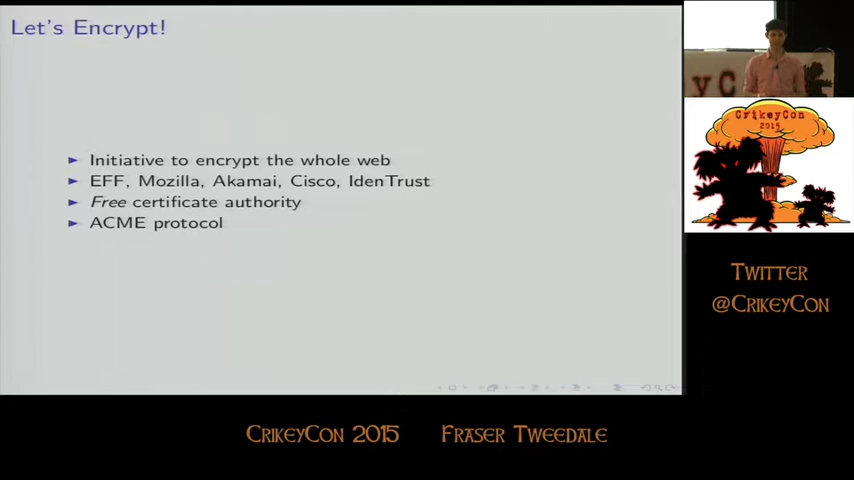 Let's Encrypt!
Initiative to encrypt the whole web
EFF, Mozilla, Akamai, Cisco, IdenTrust
Free certificate authority
ACME protocol
y C
CrikeyCon
2015
Twitter
@CrikeyCon
CrikeyCon 2015 Fraser Tweedale